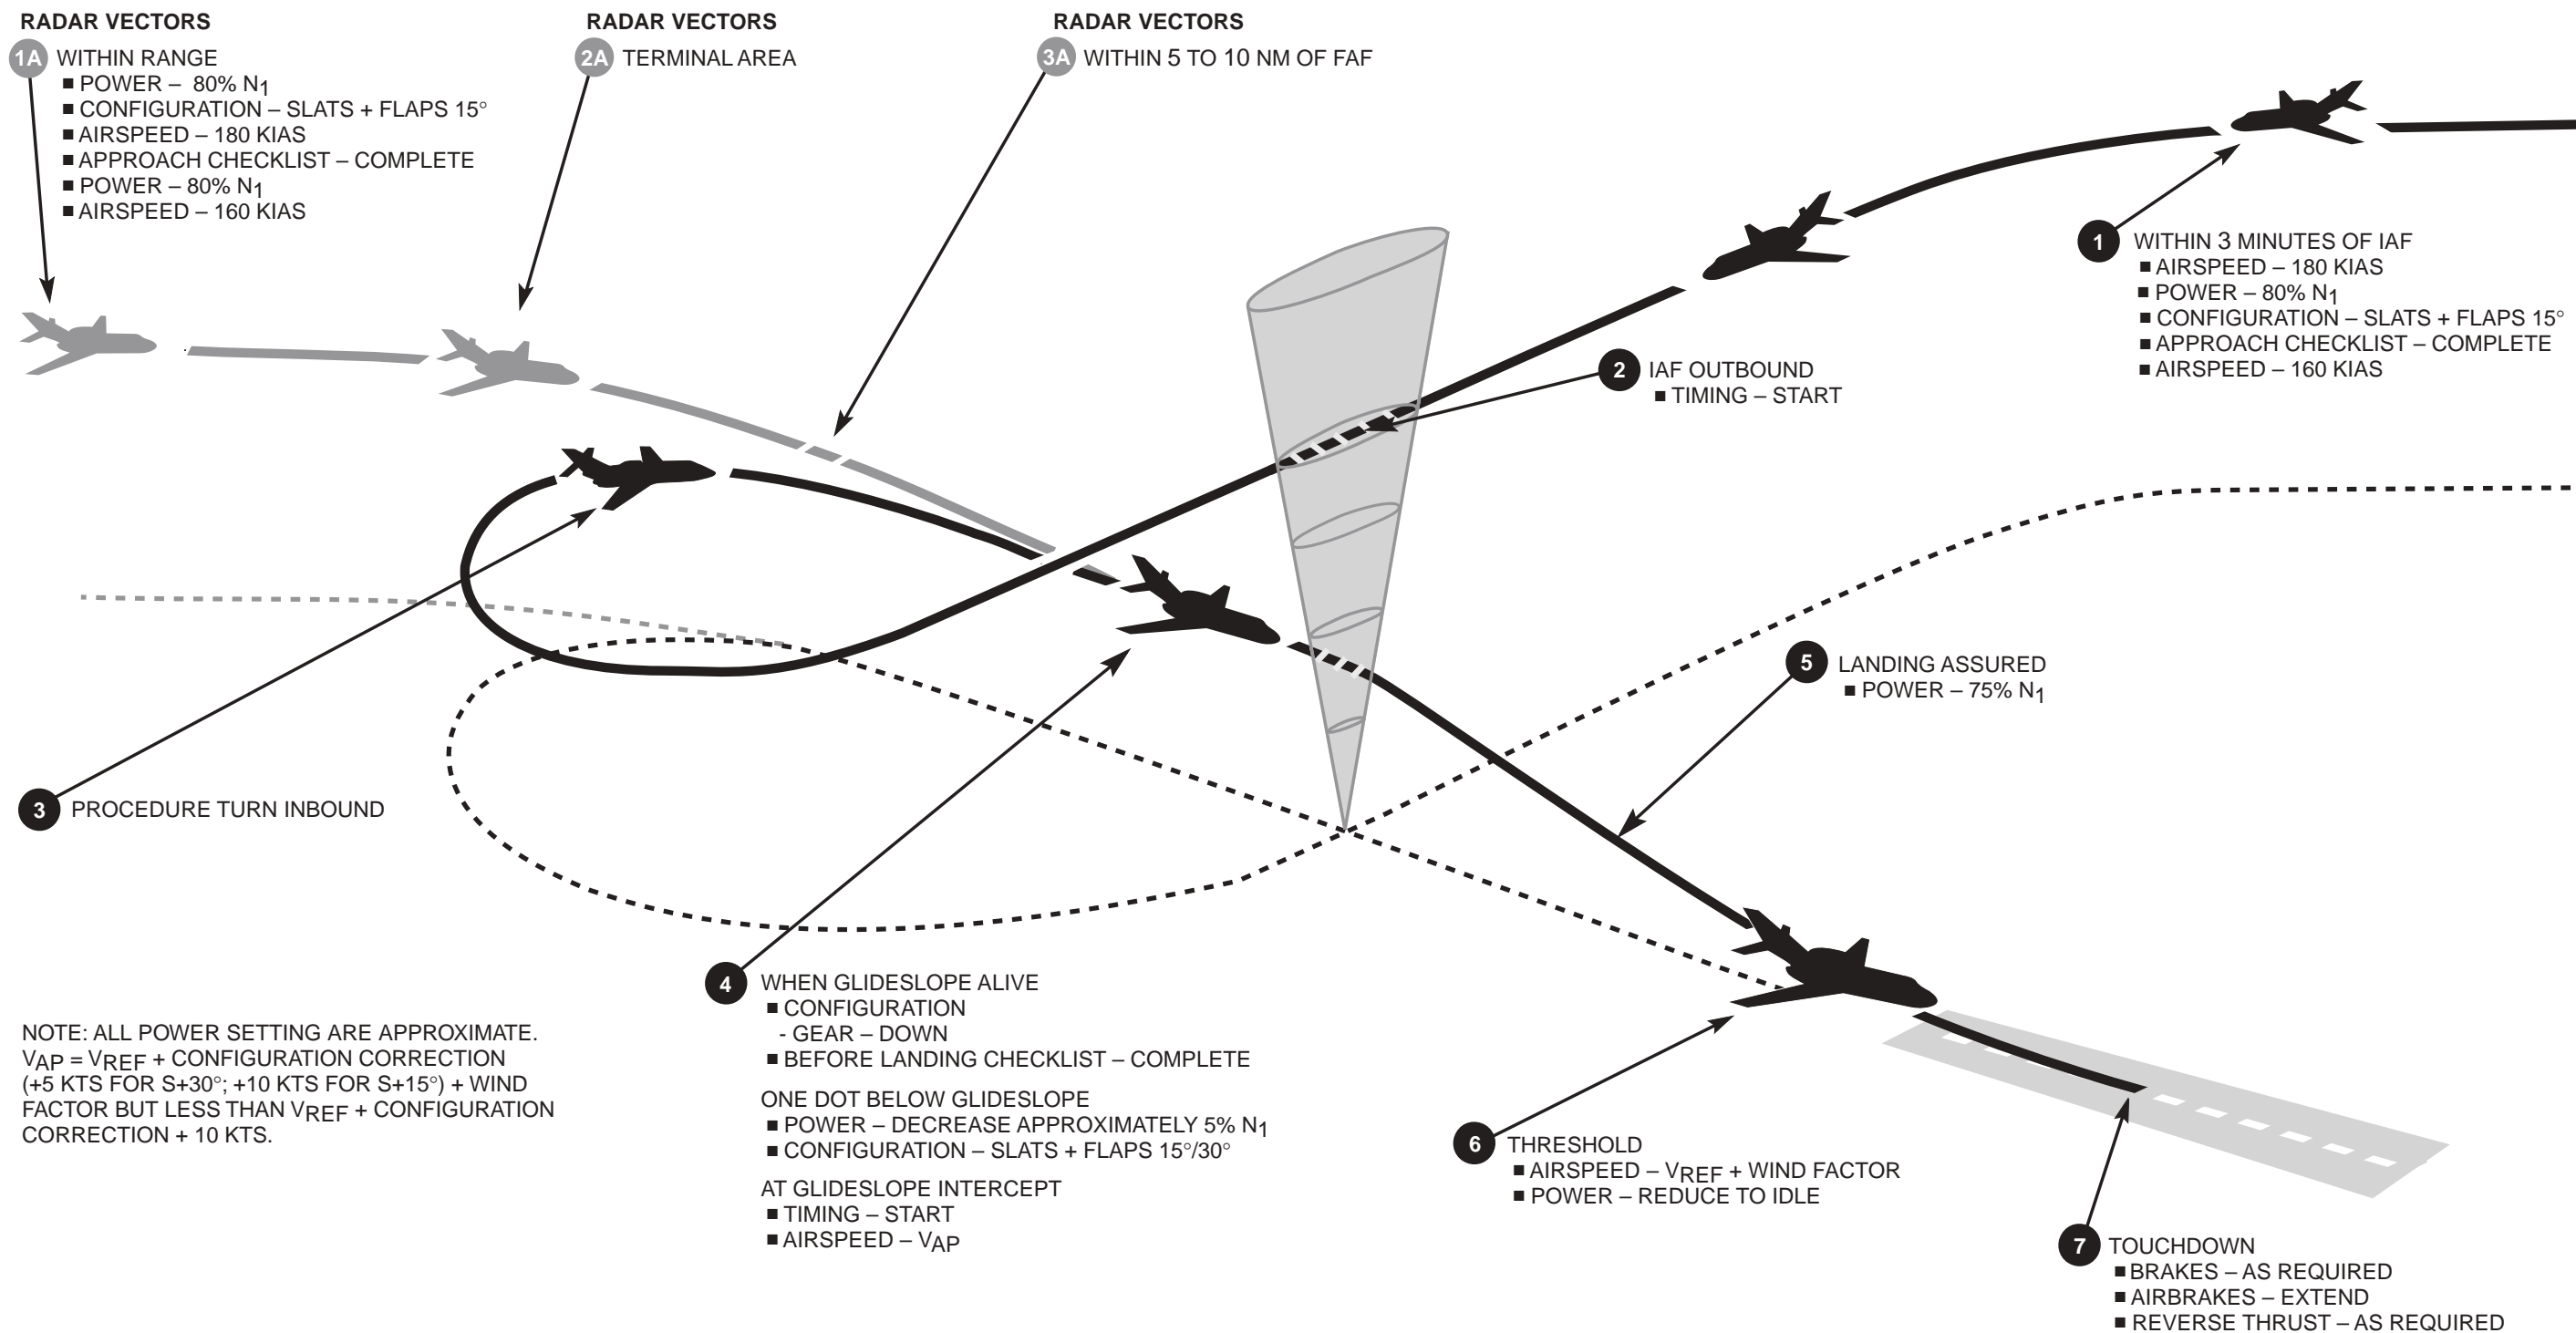 RADAR VECTORS
1A WITHIN RANGE
■ POWER – 80% N1
■ CONFIGURATION – SLATS + FLAPS 15°
■ AIRSPEED – 180 KIAS
■ APPROACH CHECKLIST – COMPLETE
■ POWER – 80% N1
■ AIRSPEED – 160 KIAS
RADAR VECTORS
2A TERMINAL AREA
RADAR VECTORS
3A WITHIN 5 TO 10 NM OF FAF
1 WITHIN 3 MINUTES OF IAF
■ AIRSPEED – 180 KIAS
■ POWER – 80% N1
■ CONFIGURATION – SLATS + FLAPS 15°
■ APPROACH CHECKLIST – COMPLETE
■ AIRSPEED – 160 KIAS
2 IAF OUTBOUND
■ TIMING – START
3 PROCEDURE TURN INBOUND
4 WHEN GLIDESLOPE ALIVE
■ CONFIGURATION
- GEAR – DOWN
■ BEFORE LANDING CHECKLIST – COMPLETE
ONE DOT BELOW GLIDESLOPE
■ POWER – DECREASE APPROXIMATELY 5% N1
■ CONFIGURATION – SLATS + FLAPS 15°/30°
AT GLIDESLOPE INTERCEPT
■ TIMING – START
■ AIRSPEED – VAP
5 LANDING ASSURED
■ POWER – 75% N1
6 THRESHOLD
■ AIRSPEED – VREF + WIND FACTOR
■ POWER – REDUCE TO IDLE
7 TOUCHDOWN
■ BRAKES – AS REQUIRED
■ AIRBRAKES – EXTEND
■ REVERSE THRUST – AS REQUIRED
NOTE: ALL POWER SETTING ARE APPROXIMATE.
VAP = VREF + CONFIGURATION CORRECTION
(+5 KTS FOR S+30°; +10 KTS FOR S+15°) + WIND
FACTOR BUT LESS THAN VREF + CONFIGURATION
CORRECTION + 10 KTS.